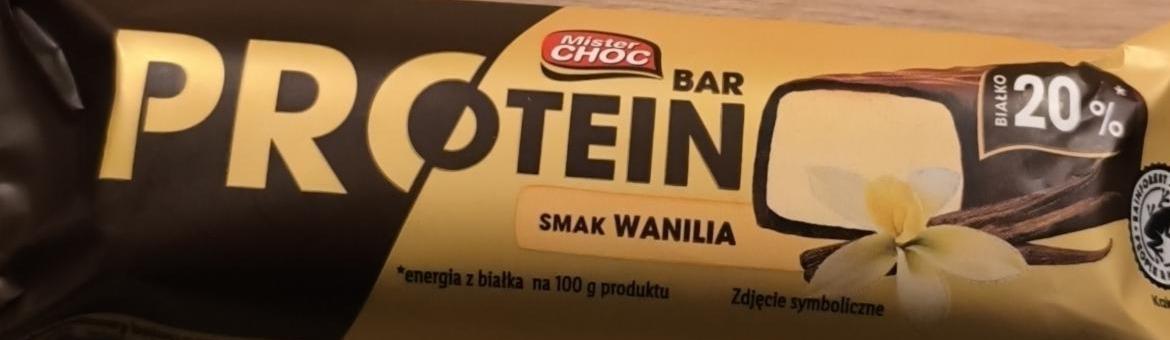 Mister
CHOC
PROTEIN
BAR
BIAŁKO
20%*
SMAK WANILIA
*energia z białka na 100 g produktu
Zdjęcie symboliczne